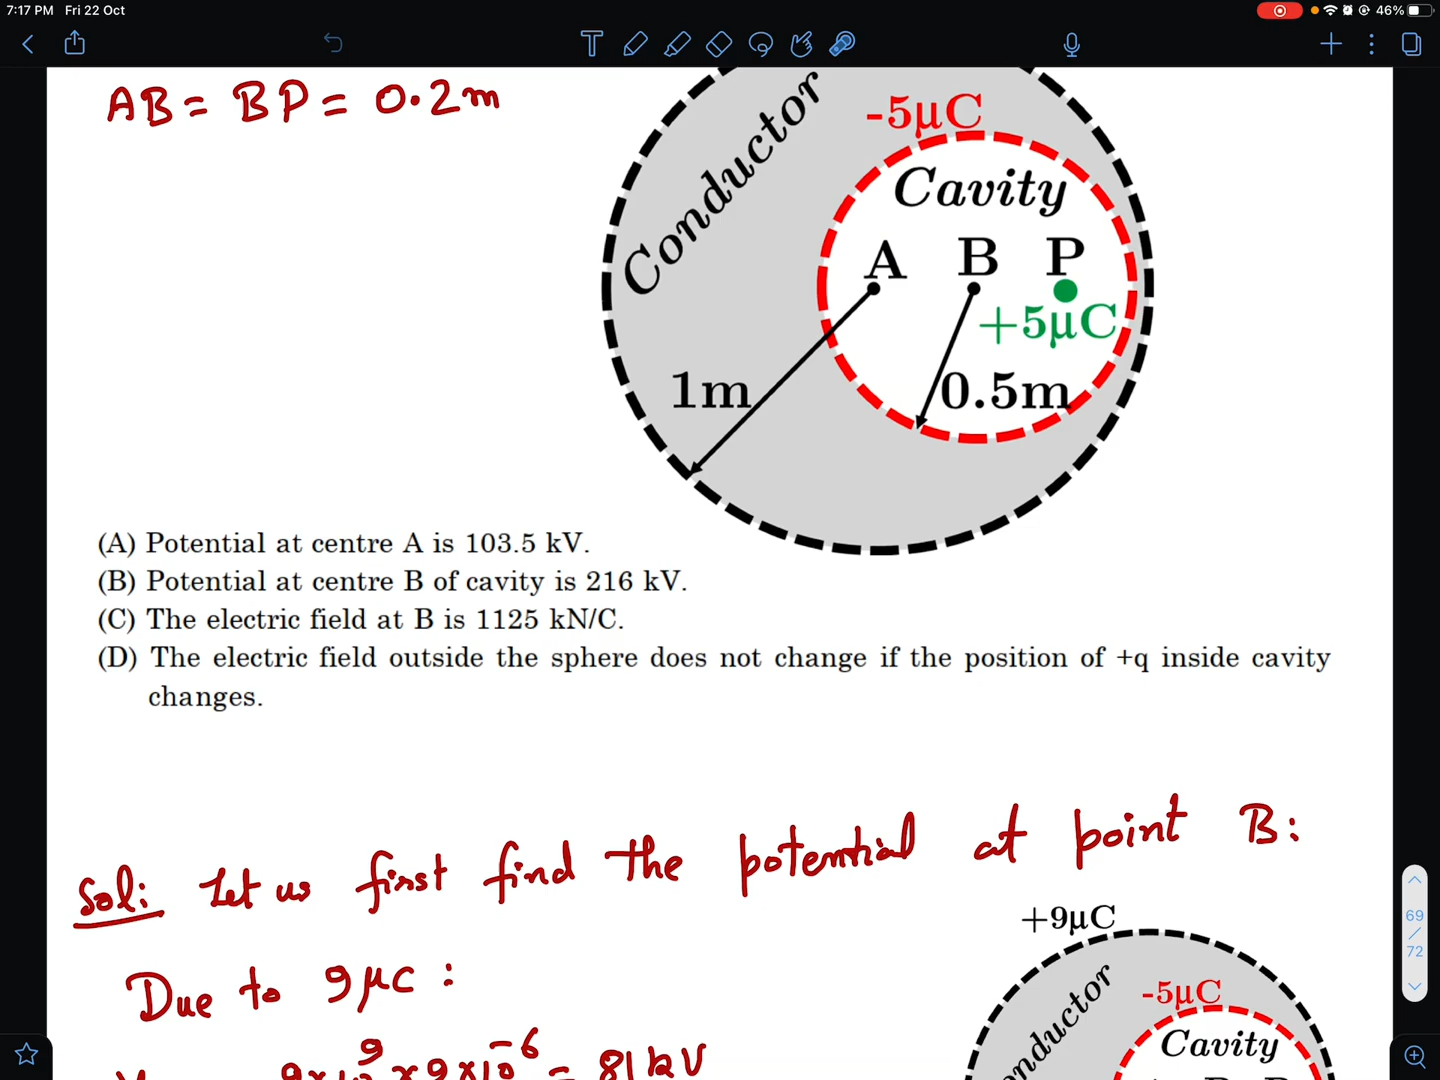 7:17 PM Fri 22 Oct
46%
AB = BP = 0.2m
Conductor
-5µC
Cavity
A B P
+5µC
1m
0.5m
(A) Potential at centre A is 103.5 kV.
(B) Potential at centre B of cavity is 216 kV.
(C) The electric field at B is 1125 kN/C.
(D) The electric field outside the sphere does not change if the position of +q inside cavity
changes.
Sol: Let us first find the potential at point B:
+9µC
69
/
72
Due to 9µC :
-5µC
Cavity
= 81kV